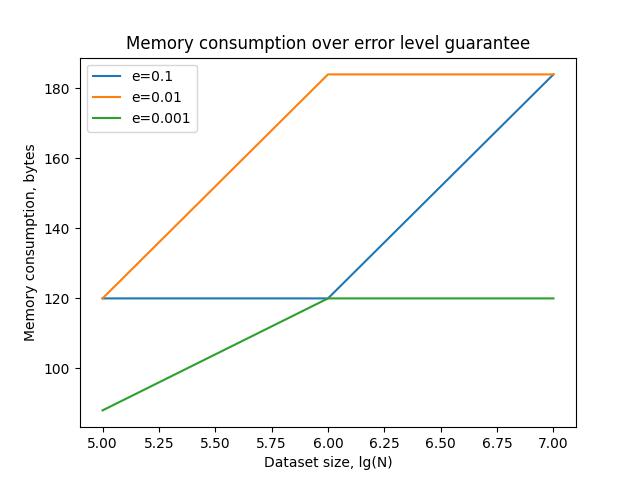 Memory consumption over error level guarantee
e=0.1
e=0.01
e=0.001
Memory consumption, bytes
180
160
140
120
100
5.00 5.25 5.50 5.75 6.00 6.25 6.50 6.75 7.00
Dataset size, lg(N)